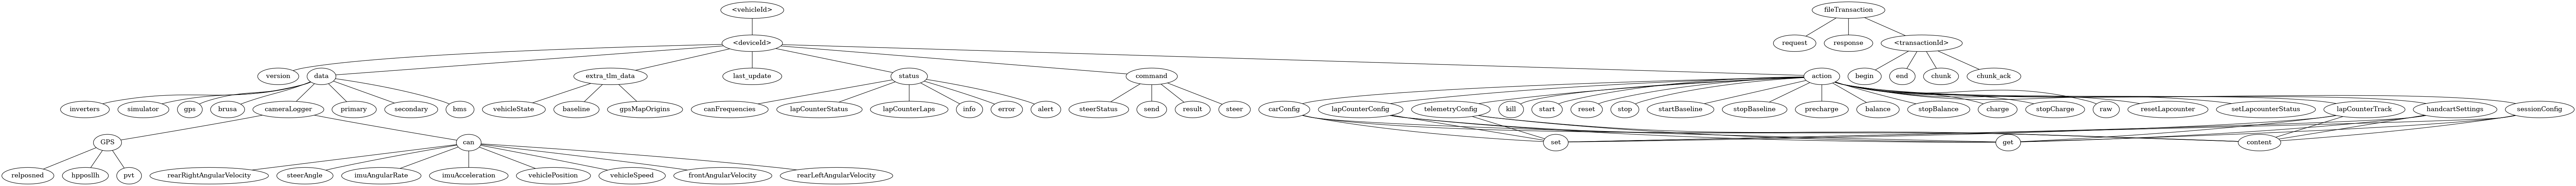 <vehicleId>
fileTransaction
<deviceId>
request
response
<transactionId>
version
data
extra_tlm_data
last_update
status
command
action
begin
end
chunk
chunk_ack
inverters
simulator
gps
brusa
cameraLogger
primary
secondary
bms
vehicleState
baseline
gpsMapOrigins
canFrequencies
lapCounterStatus
lapCounterLaps
info
error
alert
steerStatus
send
result
steer
carConfig
lapCounterConfig
telemetryConfig
kill
start
reset
stop
startBaseline
stopBaseline
precharge
balance
stopBalance
charge
stopCharge
raw
resetLapcounter
setLapcounterStatus
lapCounterTrack
handcartSettings
sessionConfig
GPS
can
set
get
content
relposned
hpposllh
pvt
rearRightAngularVelocity
steerAngle
imuAngularRate
imuAcceleration
vehiclePosition
vehicleSpeed
frontAngularVelocity
rearLeftAngularVelocity